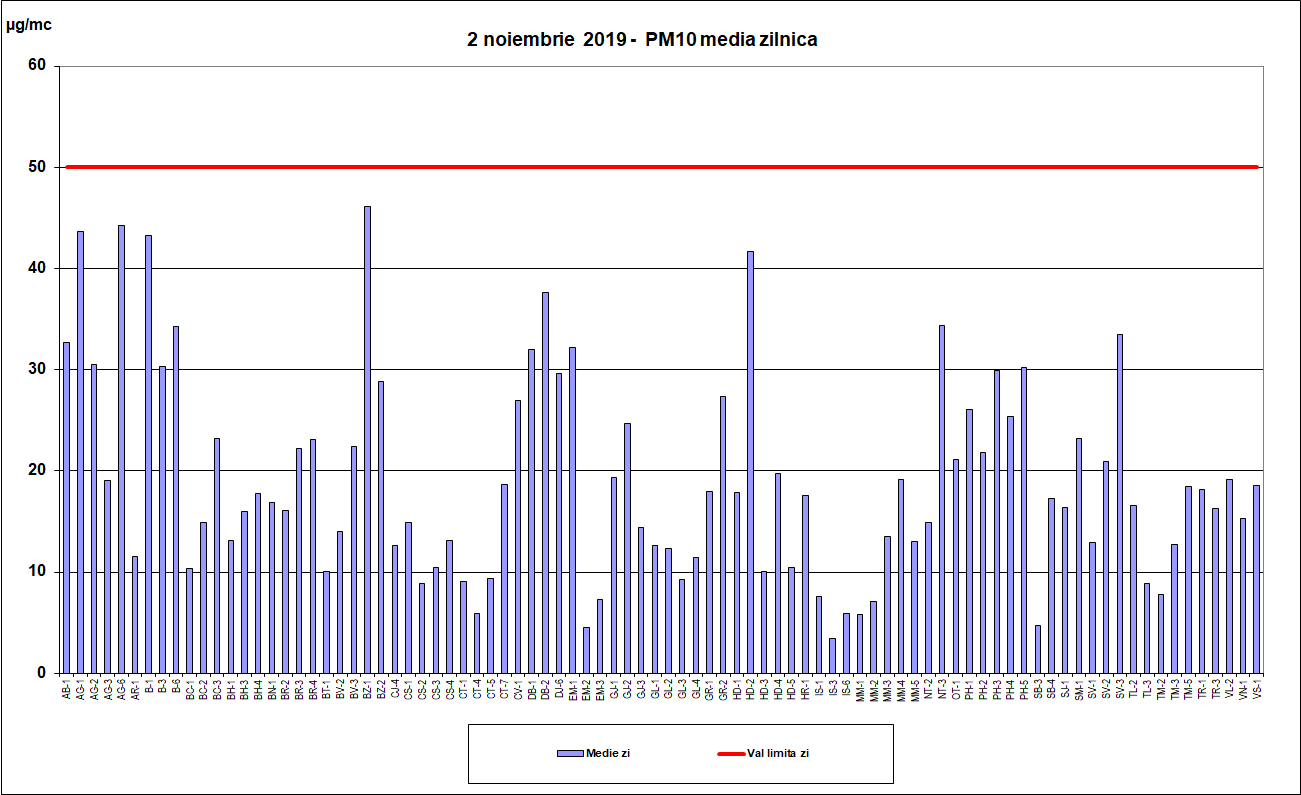 µg/mc
2 noiembrie 2019 - PM10 media zilnica
60
50
40
30
20
10
0
AB-1
AG-1
AG-2
AG-3
AG-6
AR-1
B-1
B-3
B-6
BC-1
BC-2
BC-3
BH-1
BH-3
BH-4
BN-1
BR-2
BR-3
BR-4
BT-1
BV-2
BV-3
BZ-1
BZ-2
CJ-4
CS-1
CS-2
CS-3
CS-4
CT-1
CT-4
CT-5
CT-7
CV-1
DB-1
DB-2
DJ-6
EM-1
EM-2
EM-3
GJ-1
GJ-2
GJ-3
GL-1
GL-2
GL-3
GL-4
GR-1
GR-2
HD-1
HD-2
HD-3
HD-4
HD-5
HR-1
IS-1
IS-3
IS-6
MM-1
MM-2
MM-3
MM-4
MM-5
NT-2
NT-3
OT-1
PH-1
PH-2
PH-3
PH-4
PH-5
SB-3
SB-4
SJ-1
SM-1
SV-1
SV-2
SV-3
TL-2
TL-3
TM-2
TM-3
TM-5
TR-1
TR-3
VL-2
VN-1
VS-1
Medie zi
Val limita zi